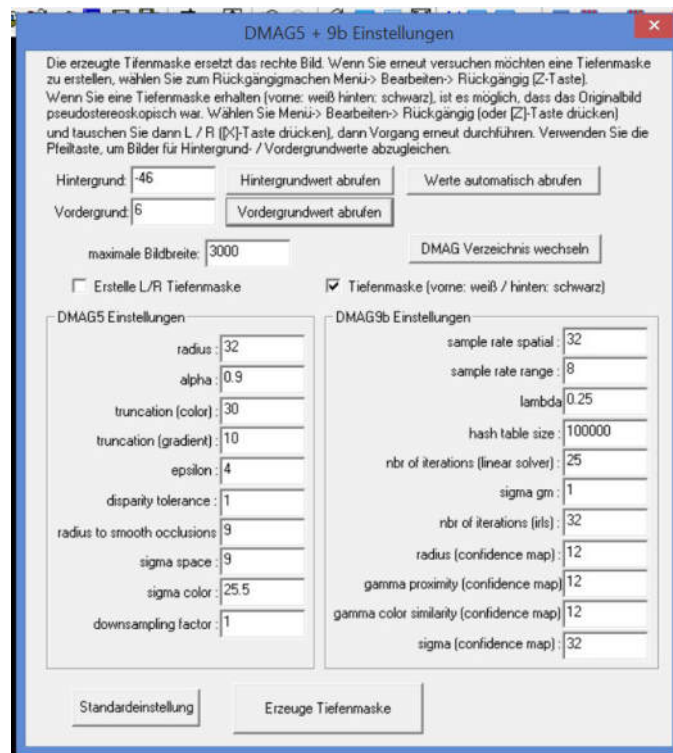 DMAG5 + 9b Einstellungen
Die erzeugte Tifenmaske ersetzt das rechte Bild. Wenn Sie erneut versuchen möchten eine Tiefenmaske
zu erstellen, wählen Sie zum Rückgängigmachen Menü-> Bearbeiten-> Rückgängig (Z-Taste).
Wenn Sie eine Tiefenmaske erhalten (vorne: weiß hinten: schwarz), ist es möglich, dass das Originalbild
pseudostereoskopisch war. Wählen Sie Menü-> Bearbeiten-> Rückgängig (oder [Z]-Taste drücken)
und tauschen Sie dann L / R ([X]-Taste drücken), dann Vorgang erneut durchführen. Verwenden Sie die
Pfeiltaste, um Bilder für Hintergrund- / Vordergrundwerte abzugleichen.
Hintergrund: -46 Hintergrundwert abrufen Werte automatisch abrufen
Vordergrund: 6 Vordergrundwert abrufen
maximale Bildbreite: 3000 DMAG Verzeichnis wechseln
Erstelle L/R Tiefenmaske Tiefenmaske (vorne: weiß / hinten: schwarz)
DMAG5 Einstellungen
radius : 32
alpha : 0.9
truncation (color) : 30
truncation (gradient) : 10
epsilon : 4
disparity tolerance : 1
radius to smooth occlusions 9
sigma space : 9
sigma color : 25.5
downsampling factor : 1
DMAG9b Einstellungen
sample rate spatial : 32
sample rate range : 8
lambda 0.25
hash table size : 100000
nbr of iterations (linear solver) : 25
sigma gm : 1
nbr of iterations (irls) : 32
radius (confidence map) : 12
gamma proximity (confidence map) 12
gamma color similarity (confidence map) 12
sigma (confidence map) : 32
Standardeinstellung Erzeuge Tiefenmaske